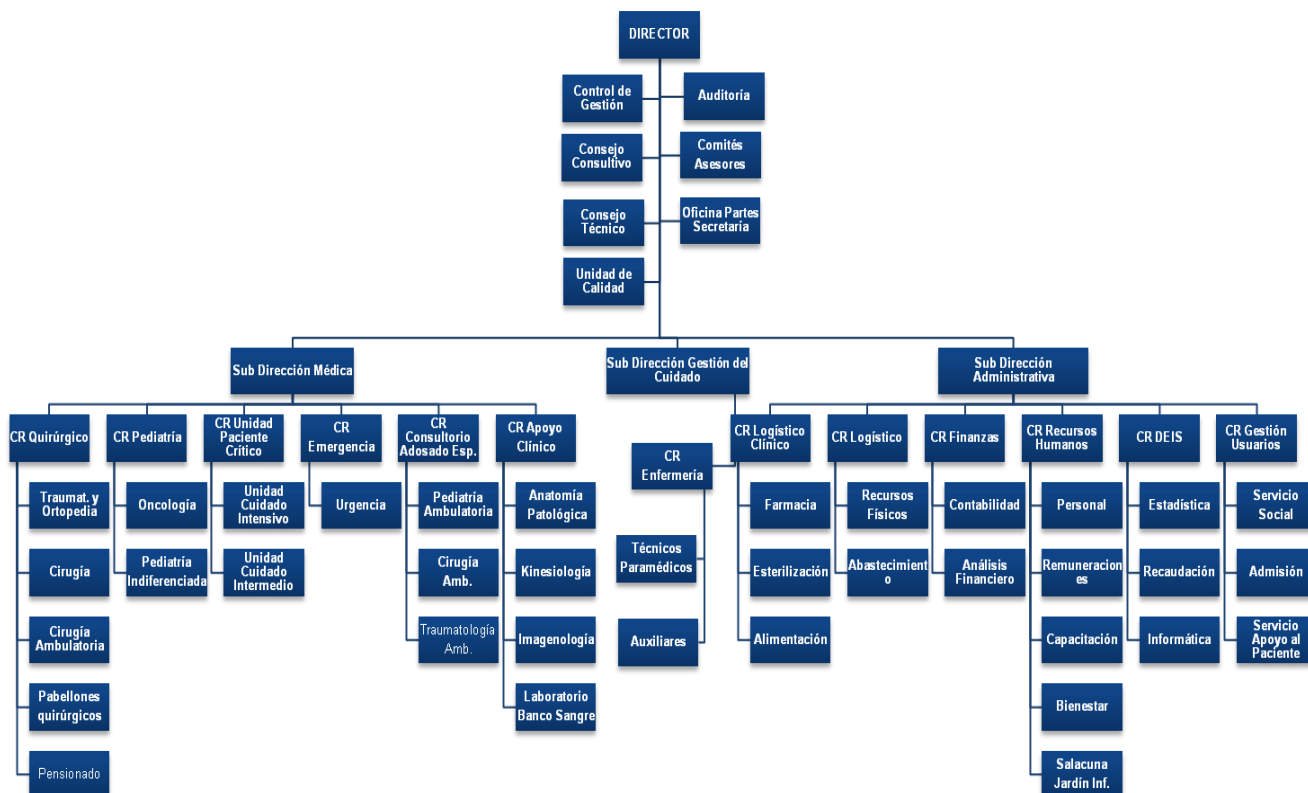 DIRECTOR
Control de
Gestión
Auditoría
Consejo
Consultivo
Comités
Asesores
Consejo
Técnico
Oficina Partes
Secretaría
Unidad de
Calidad
Sub Dirección Médica
Sub Dirección Gestión del
Cuidado
Sub Dirección
Administrativa
CR Quirúrgico
CR Pediatría
CR Unidad
Paciente
Crítico
CR
Emergencia
CR
Consultorio
Adosado Esp.
CR Apoyo
Clínico
CR
Enfermería
CR Logístico
Clínico
CR Logístico
CR Finanzas
CR Recursos
Humanos
CR DEIS
CR Gestión
Usuarios
Traumat. y
Ortopedia
Oncología
Unidad
Cuidado
Intensivo
Urgencia
Pediatría
Ambulatoria
Anatomía
Patológica
Farmacia
Recursos
Físicos
Contabilidad
Personal
Estadística
Servicio
Social
Cirugía
Pediatría
Indiferenciada
Unidad
Cuidado
Intermedio
Cirugía
Amb.
Kinesiología
Técnicos
Paramédicos
Esterilización
Abastecimient
o
Análisis
Financiero
Remuneracion
es
Recaudación
Admisión
Cirugía
Ambulatoria
Traumatología
Amb.
Imagenología
Auxiliares
Alimentación
Capacitación
Informática
Servicio
Apoyo al
Paciente
Pabellones
quirúrgicos
Laboratorio
Banco Sangre
Bienestar
Pensionado
Salacuna
Jardín Inf.